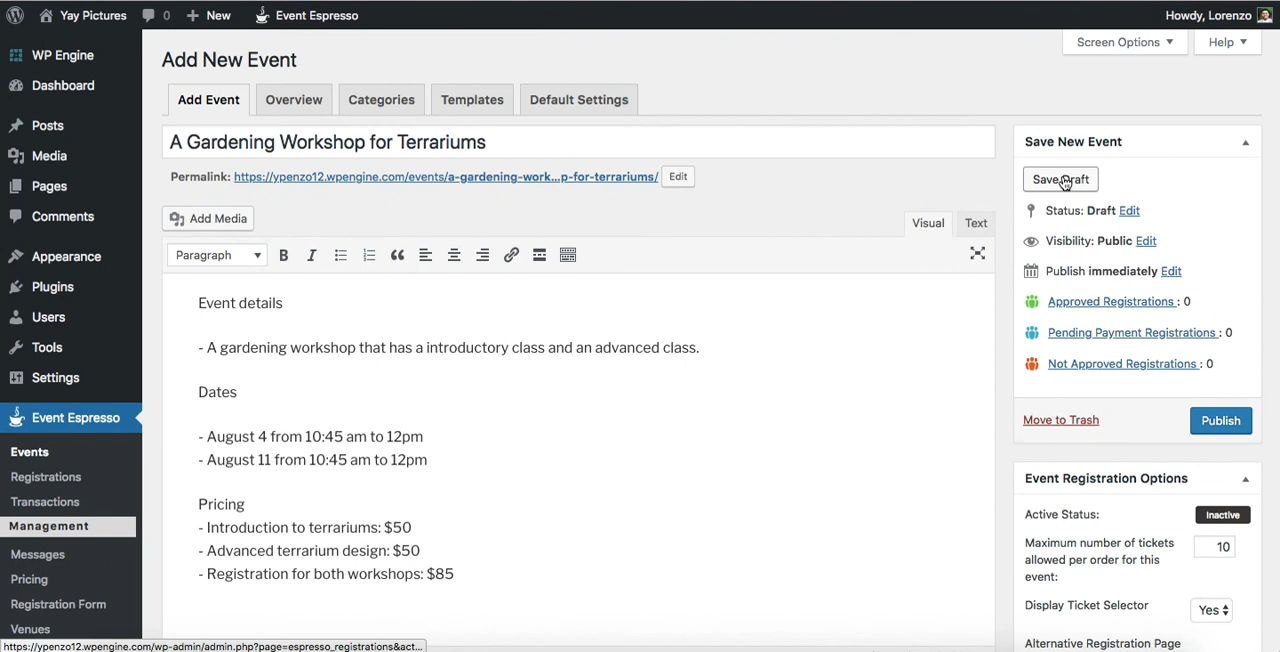 Yay Pictures 0 New Event Espresso Howdy, Lorenzo
Screen Options Help
WP Engine
Dashboard
Posts
Media
Pages
Comments
Appearance
Plugins
Users
Tools
Settings
Event Espresso
Events
Registrations
Transactions
Management
Messages
Pricing
Registration Form
Venues
Add New Event
Add Event Overview Categories Templates Default Settings
A Gardening Workshop for Terrariums
Permalink: https://ypenzo12.wpengine.com/events/a-gardening-work...p-for-terrariums/ Edit
Add Media
Visual Text
Paragraph B I
Event details
- A gardening workshop that has a introductory class and an advanced class.
Dates
- August 4 from 10:45 am to 12pm
- August 11 from 10:45 am to 12pm
Pricing
- Introduction to terrariums: $50
- Advanced terrarium design: $50
- Registration for both workshops: $85
Save New Event
Save Draft
Status: Draft Edit
Visibility: Public Edit
Publish immediately Edit
Approved Registrations : 0
Pending Payment Registrations : 0
Not Approved Registrations : 0
Move to Trash Publish
Event Registration Options
Active Status: Inactive
Maximum number of tickets
allowed per order for this
event:
10
Display Ticket Selector Yes
Alternative Registration Page
https://ypenzo12.wpengine.com/wp-admin/admin.php?page=espresso_registrations&act...